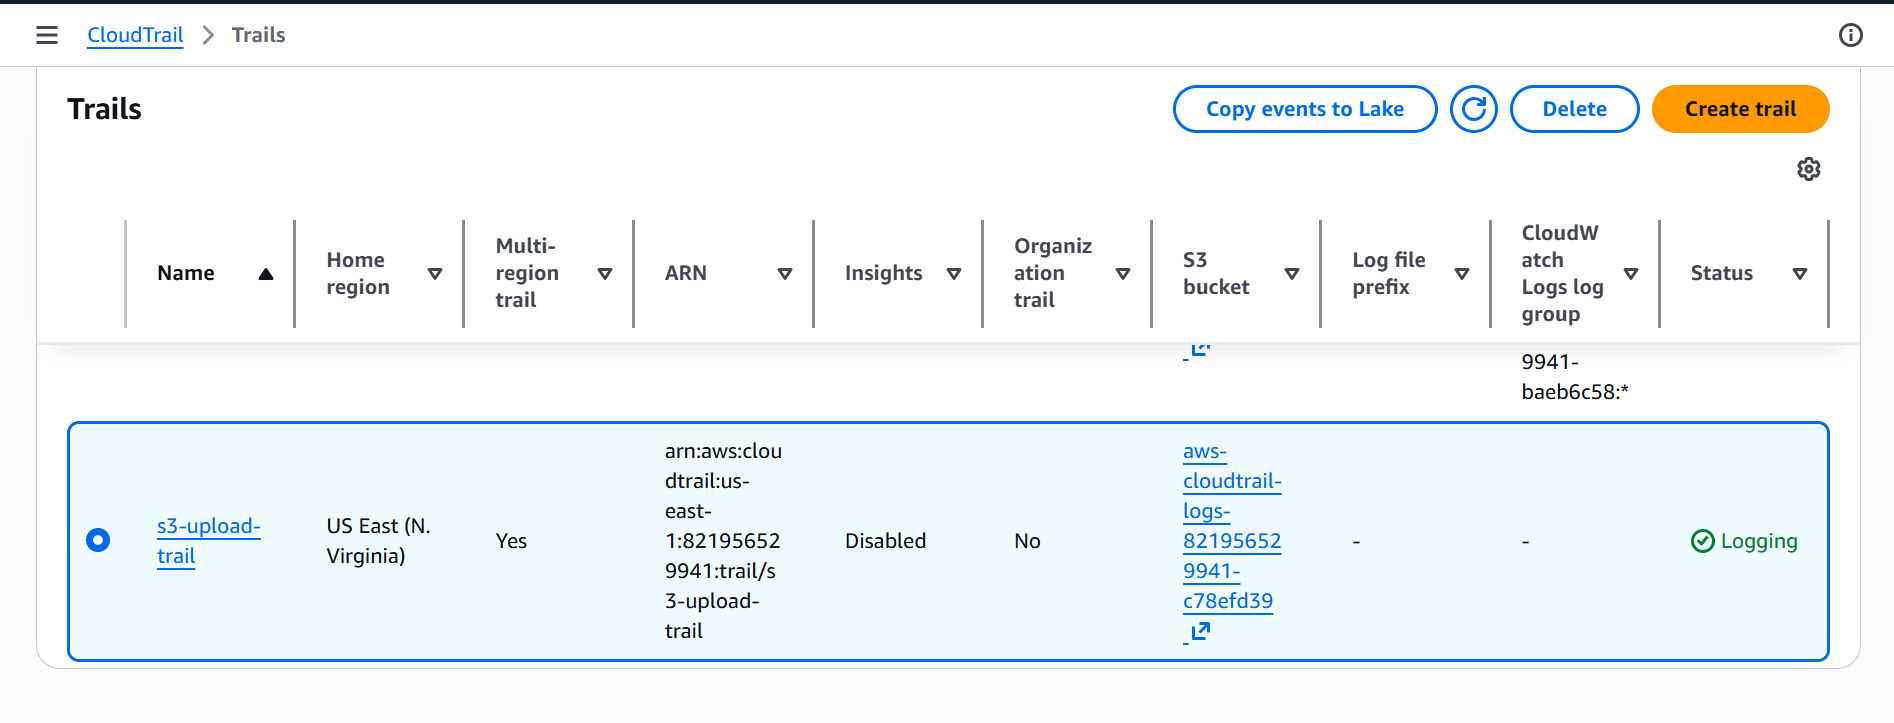 CloudTrail > Trails
Trails
Copy events to Lake
Delete
Create trail
Name
Home
region
Multi-
region
trail
ARN
Insights
Organiz
ation
trail
S3
bucket
Log file
prefix
CloudW
atch
Logs log
group
Status
9941-
baeb6c58:*
s3-upload-
trail
US East (N.
Virginia)
Yes
arn:aws:clou
dtrail:us-
east-
1:82195652
9941:trail/s
3-upload-
trail
Disabled
No
aws-
cloudtrail-
logs-
82195652
9941-
c78efd39
-
-
Logging